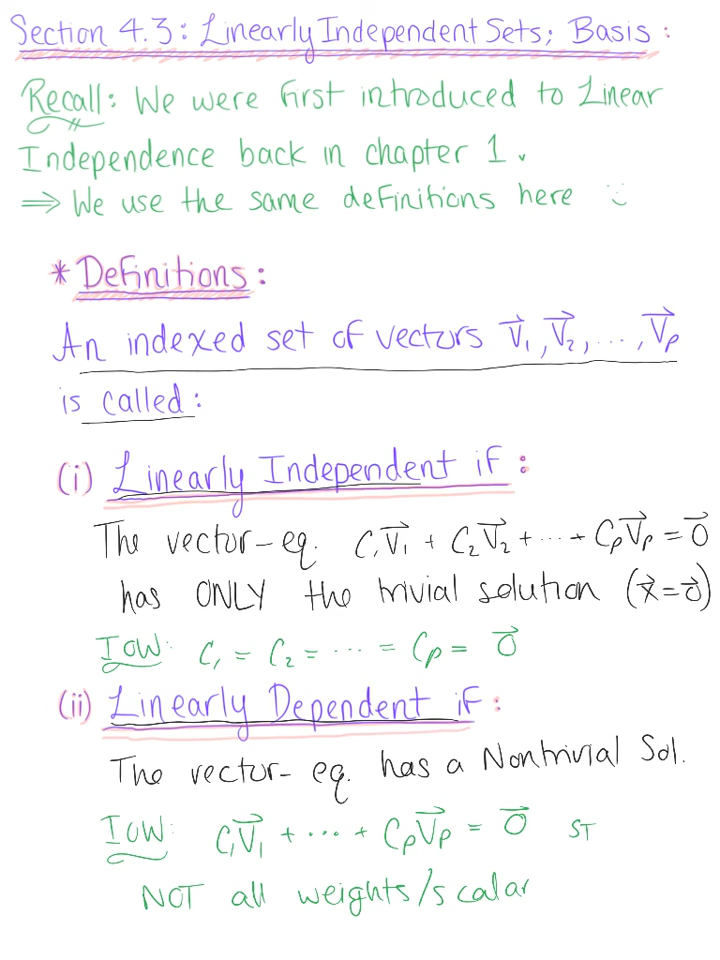 Section 4.3: Linearly Independent Sets; Basis:
Recall: We were first introduced to Linear
Independence back in chapter 1.
⇒ We use the same definitions here ü
* Definitions:
An indexed set of vectors v⃗₁, v⃗₂, ..., v⃗ₚ
is called:
(i) Linearly Independent if:
The vector-eq. C₁v⃗₁ + C₂v⃗₂ + ... + Cₚv⃗ₚ = 0⃗
has ONLY the trivial solution (x⃗=0⃗)
IOW: C₁ = C₂ = ... = Cₚ = 0⃗
(ii) Linearly Dependent if:
The vector-eq. has a Nontrivial Sol.
IOW: C₁v⃗₁ + ... + Cₚv⃗ₚ = 0⃗ ST
NOT all weights/scalar